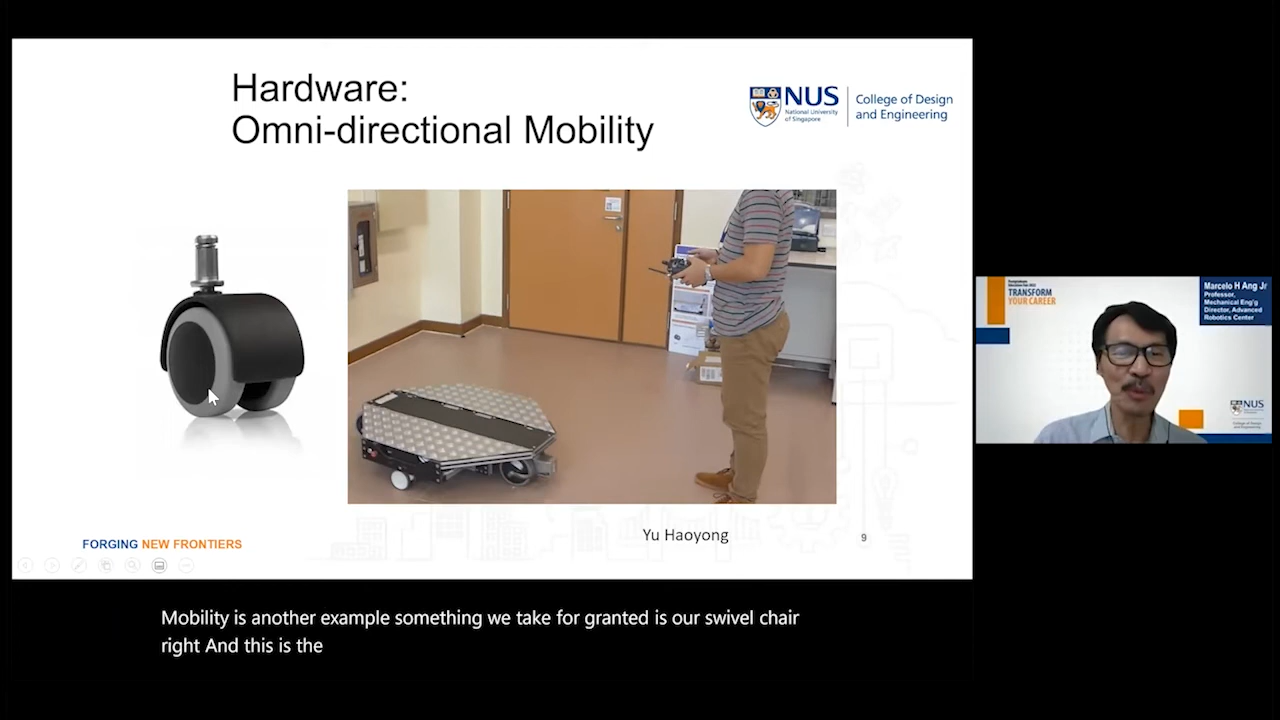 Hardware:
Omni-directional Mobility
NUS
National University
of Singapore
College of Design
and Engineering
Yu Haoyong
9
FORGING NEW FRONTIERS
TRANSFORM
YOUR CAREER
Marcelo H Ang Jr
Professor,
Mechanical Eng'g
Director, Advanced
Robotics Center
NUS
Mobility is another example something we take for granted is our swivel chair
right And this is the